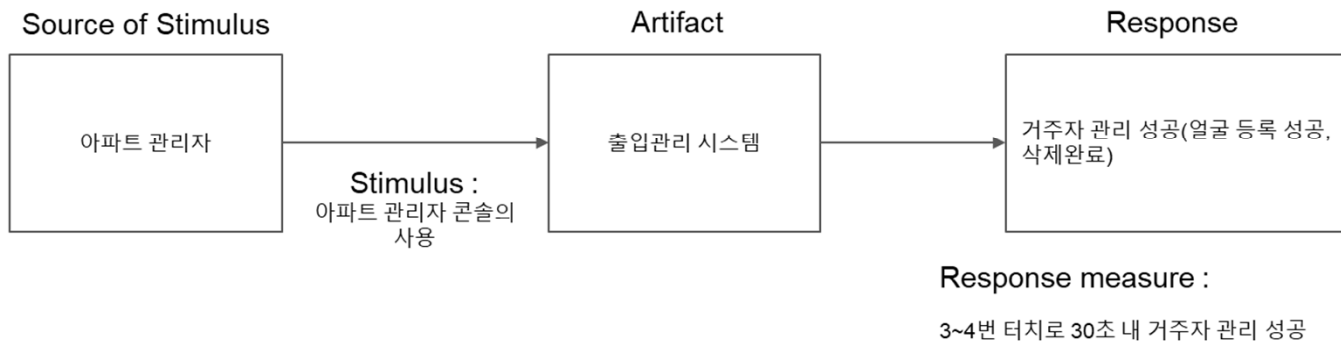 Source of Stimulus
Artifact
Response
아파트 관리자
출입관리 시스템
거주자 관리 성공(얼굴 등록 성공,
삭제완료)
Stimulus :
아파트 관리자 콘솔의
사용
Response measure :
3~4번 터치로 30초 내 거주자 관리 성공